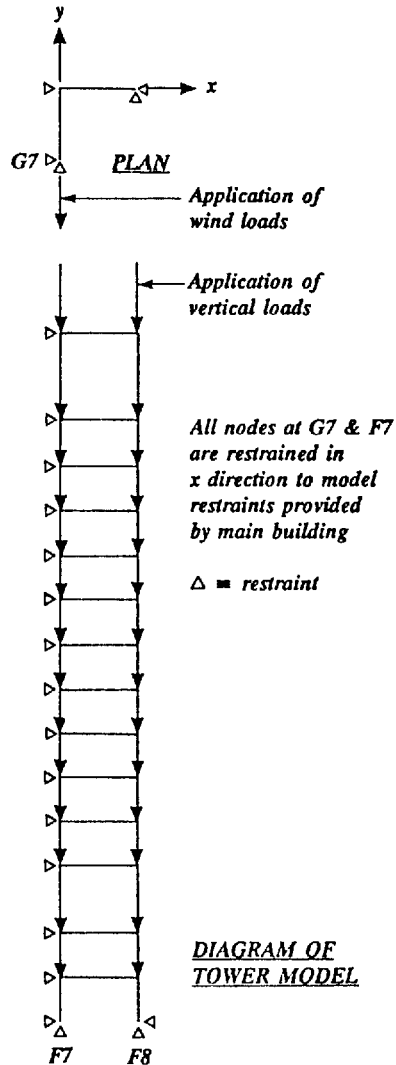 y
x
G7
PLAN
Application of
wind loads
Application of
vertical loads
All nodes at G7 & F7
are restrained in
x direction to model
restraints provided
by main building
△ = restraint
DIAGRAM OF
TOWER MODEL
F7 F8